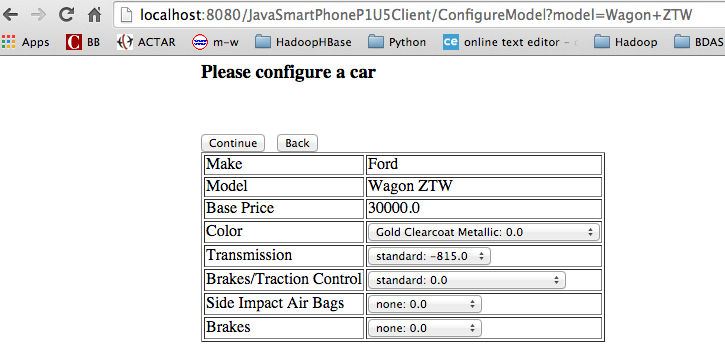 localhost:8080/JavaSmartPhoneP1U5Client/ConfigureModel?model=Wagon+ZTW
Apps C BB ACTAR m-w HadoopHBase Python ce online text editor – Hadoop BDAS
Please configure a car
Continue Back
Make Ford
Model Wagon ZTW
Base Price 30000.0
Color Gold Clearcoat Metallic: 0.0
Transmission standard: -815.0
Brakes/Traction Control standard: 0.0
Side Impact Air Bags none: 0.0
Brakes none: 0.0